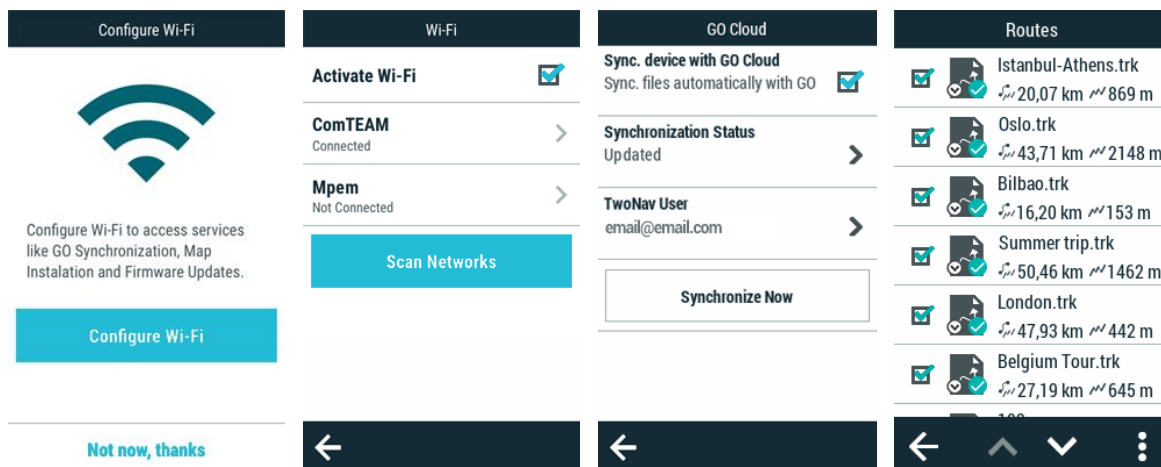 Configure Wi-Fi
Configure Wi-Fi to access services
like GO Synchronization, Map
Instalation and Firmware Updates.
Configure Wi-Fi
Not now, thanks
Wi-Fi
Activate Wi-Fi
ComTEAM
Connected
Mpem
Not Connected
Scan Networks
GO Cloud
Sync. device with GO Cloud
Sync. files automatically with GO
Synchronization Status
Updated
TwoNav User
email@email.com
Synchronize Now
Routes
Istanbul-Athens.trk
20,07 km 869 m
Oslo.trk
43,71 km 2148 m
Bilbao.trk
16,20 km 153 m
Summer trip.trk
50,46 km 1462 m
London.trk
47,93 km 442 m
Belgium Tour.trk
27,19 km 645 m